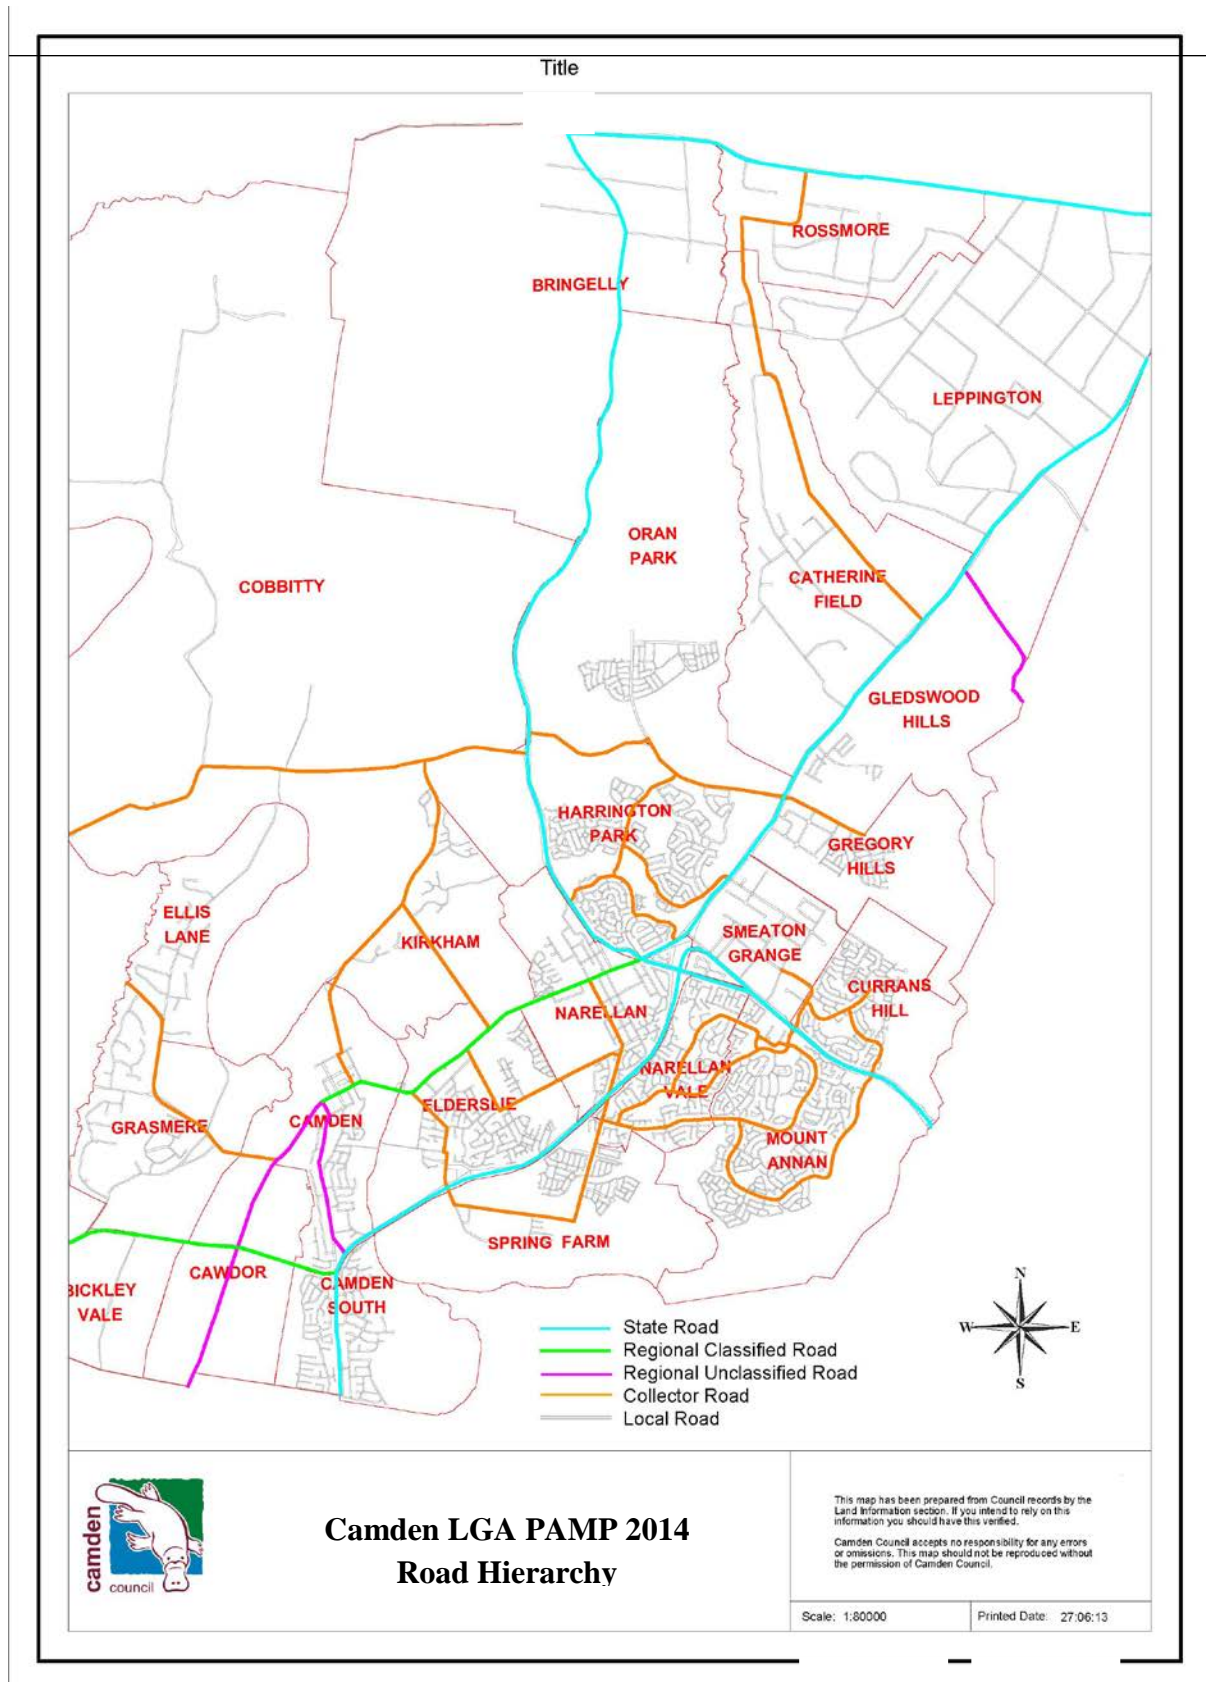 Title
ROSSMORE
BRINGELLY
LEPPINGTON
ORAN
PARK
COBBITTY
CATHERINE
FIELD
GLEDSWOOD
HILLS
HARRINGTON
PARK
GREGORY
HILLS
ELLIS
LANE
KIRKHAM
SMEATON
GRANGE
CURRANS
HILL
NARELLAN
NARELLAN
VALE
ELDERSLIE
GRASMERE
CAMDEN
MOUNT
ANNAN
SPRING FARM
CAWDOR
BICKLEY
VALE
CAMDEN
SOUTH
N
W
E
S
State Road
Regional Classified Road
Regional Unclassified Road
Collector Road
Local Road
camden
council
Camden LGA PAMP 2014
Road Hierarchy
This map has been prepared from Council records by the
Land Information section. If you intend to rely on this
information you should have this verified.
Camden Council accepts no responsibility for any errors
or omissions. This map should not be reproduced without
the permission of Camden Council.
Scale: 1:80000
Printed Date: 27:06:13